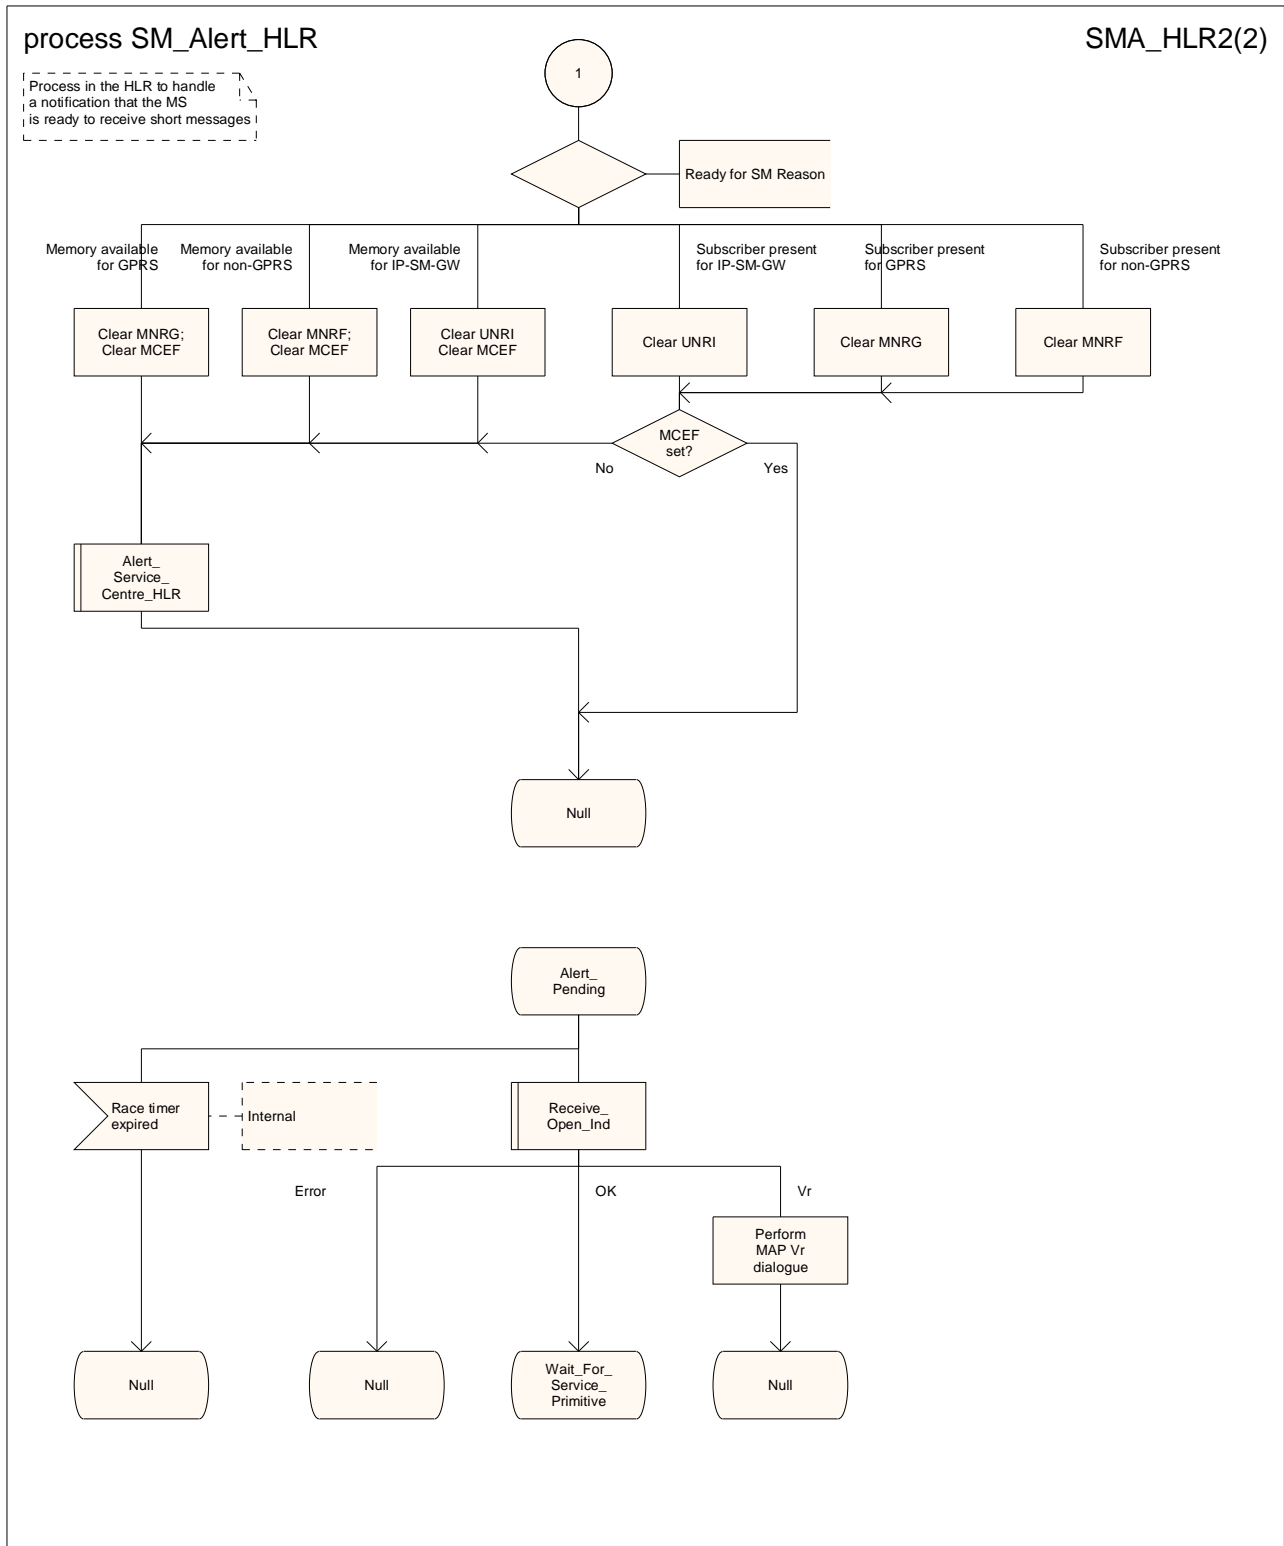 process SM_Alert_HLR
SMA_HLR2(2)
Process in the HLR to handle
a notification that the MS
is ready to receive short messages
1
Ready for SM Reason
Memory available
for GPRS
Memory available
for non-GPRS
Memory available
for IP-SM-GW
Subscriber present
for IP-SM-GW
Subscriber present
for GPRS
Subscriber present
for non-GPRS
Clear MNRG;
Clear MCEF
Clear MNRF;
Clear MCEF
Clear UNRI
Clear MCEF
Clear UNRI
Clear MNRG
Clear MNRF
MCEF
set?
No
Yes
Alert_
Service_
Centre_HLR
Null
Alert_
Pending
Race timer
expired
Internal
Receive_
Open_Ind
Error
OK
Vr
Perform
MAP Vr
dialogue
Null
Null
Wait_For_
Service_
Primitive
Null